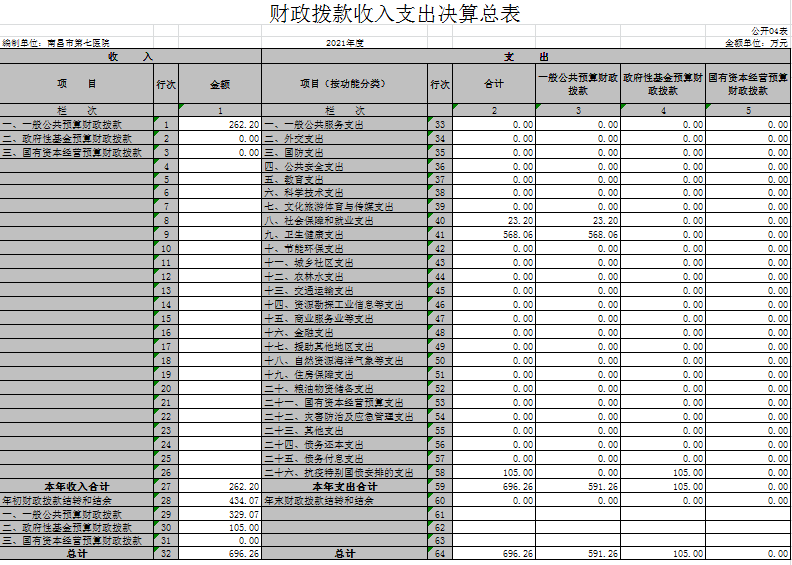 财政拨款收入支出决算总表
公开04表
编制单位：南昌市第七医院 2021年度 金额单位：万元
收 入 支 出
项 目 行次 金额 项目（按功能分类） 行次 合计 一般公共预算财政拨款 政府性基金预算财政拨款 国有资本经营预算财政拨款
栏 次 1 栏 次 2 3 4 5
一、一般公共预算财政拨款 1 262.20 一、一般公共服务支出 33 0.00 0.00 0.00 0.00
二、政府性基金预算财政拨款 2 0.00 二、外交支出 34 0.00 0.00 0.00 0.00
三、国有资本经营预算财政拨款 3 0.00 三、国防支出 35 0.00 0.00 0.00 0.00
4 四、公共安全支出 36 0.00 0.00 0.00 0.00
5 五、教育支出 37 0.00 0.00 0.00 0.00
6 六、科学技术支出 38 0.00 0.00 0.00 0.00
7 七、文化旅游体育与传媒支出 39 0.00 0.00 0.00 0.00
8 八、社会保障和就业支出 40 23.20 23.20 0.00 0.00
9 九、卫生健康支出 41 568.06 568.06 0.00 0.00
10 十、节能环保支出 42 0.00 0.00 0.00 0.00
11 十一、城乡社区支出 43 0.00 0.00 0.00 0.00
12 十二、农林水支出 44 0.00 0.00 0.00 0.00
13 十三、交通运输支出 45 0.00 0.00 0.00 0.00
14 十四、资源勘探工业信息等支出 46 0.00 0.00 0.00 0.00
15 十五、商业服务业等支出 47 0.00 0.00 0.00 0.00
16 十六、金融支出 48 0.00 0.00 0.00 0.00
17 十七、援助其他地区支出 49 0.00 0.00 0.00 0.00
18 十八、自然资源海洋气象等支出 50 0.00 0.00 0.00 0.00
19 十九、住房保障支出 51 0.00 0.00 0.00 0.00
20 二十、粮油物资储备支出 52 0.00 0.00 0.00 0.00
21 二十一、国有资本经营预算支出 53 0.00 0.00 0.00 0.00
22 二十二、灾害防治及应急管理支出 54 0.00 0.00 0.00 0.00
23 二十三、其他支出 55 0.00 0.00 0.00 0.00
24 二十四、债务还本支出 56 0.00 0.00 0.00 0.00
25 二十五、债务付息支出 57 0.00 0.00 0.00 0.00
26 二十六、抗疫特别国债安排的支出 58 105.00 0.00 105.00 0.00
本年收入合计 27 262.20 本年支出合计 59 696.26 591.26 105.00 0.00
年初财政拨款结转和结余 28 434.07 年末财政拨款结转和结余 60 0.00 0.00 0.00 0.00
一、一般公共预算财政拨款 29 329.07 61
二、政府性基金预算财政拨款 30 105.00 62
三、国有资本经营预算财政拨款 31 0.00 63
总计 32 696.26 总计 64 696.26 591.26 105.00 0.00